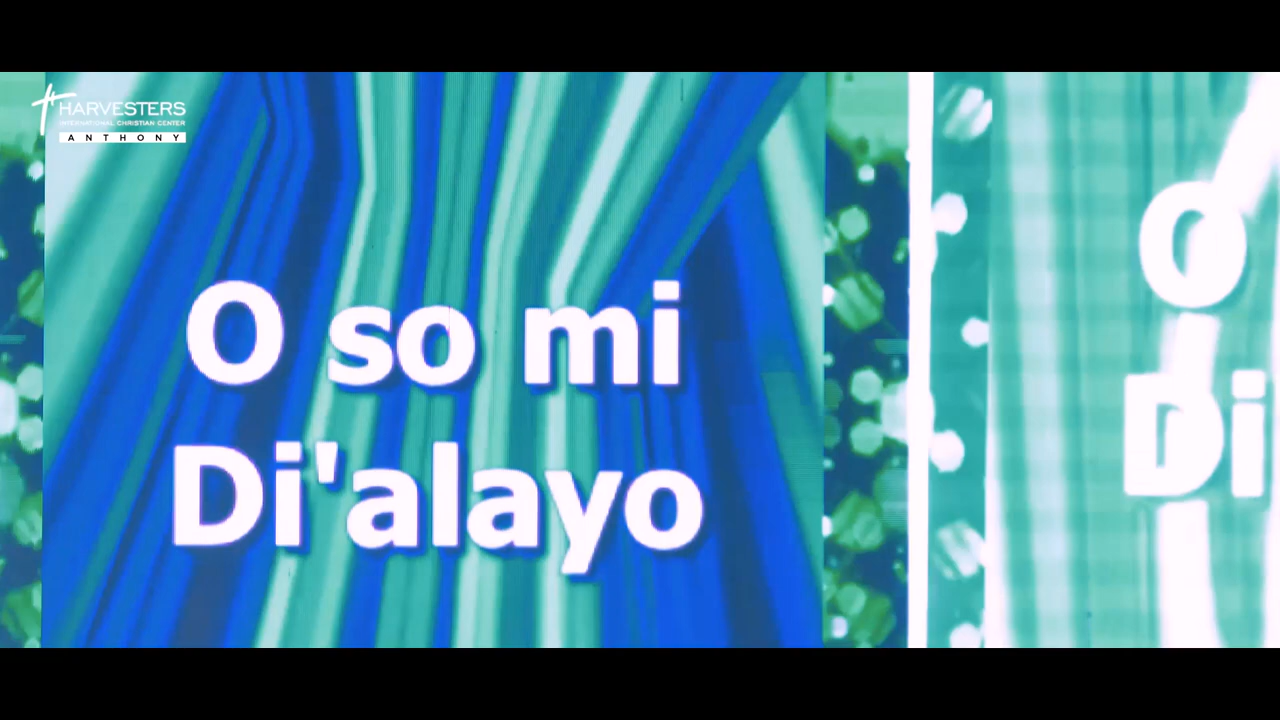 HARVESTERS
INTERNATIONAL CHRISTIAN CENTER
ANTHONY
O so mi
Di'alayo
O
Di